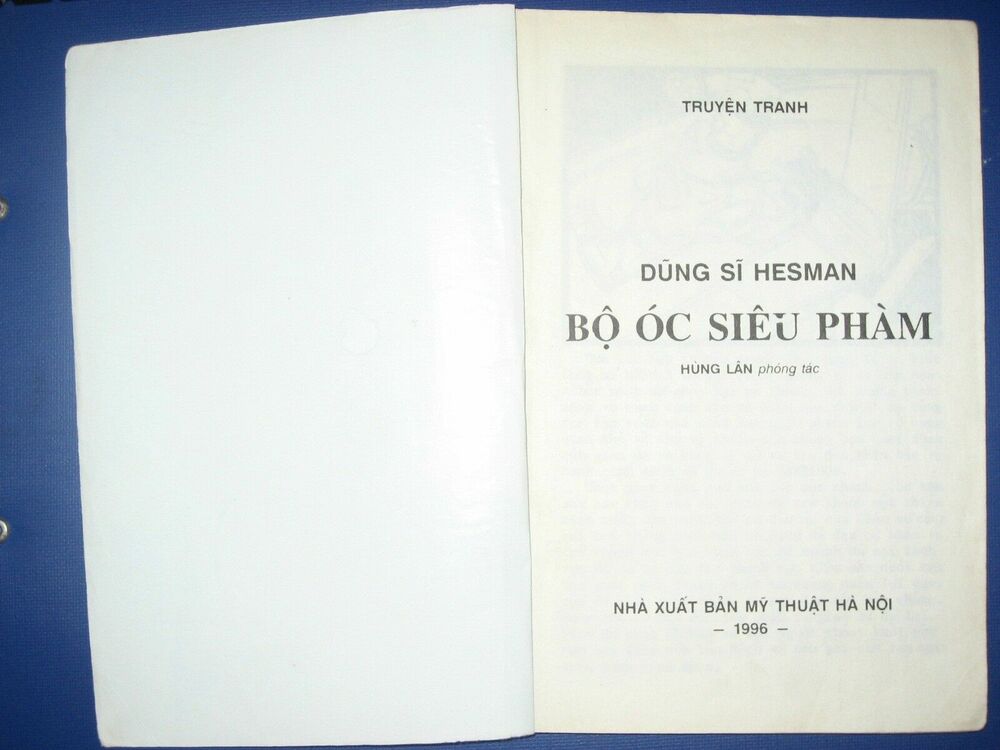 TRUYỆN TRANH
DŨNG SĨ HESMAN
BỘ ÓC SIÊU PHÀM
HÙNG LÂN phóng tác
NHÀ XUẤT BẢN MỸ THUẬT HÀ NỘI
– 1996 –